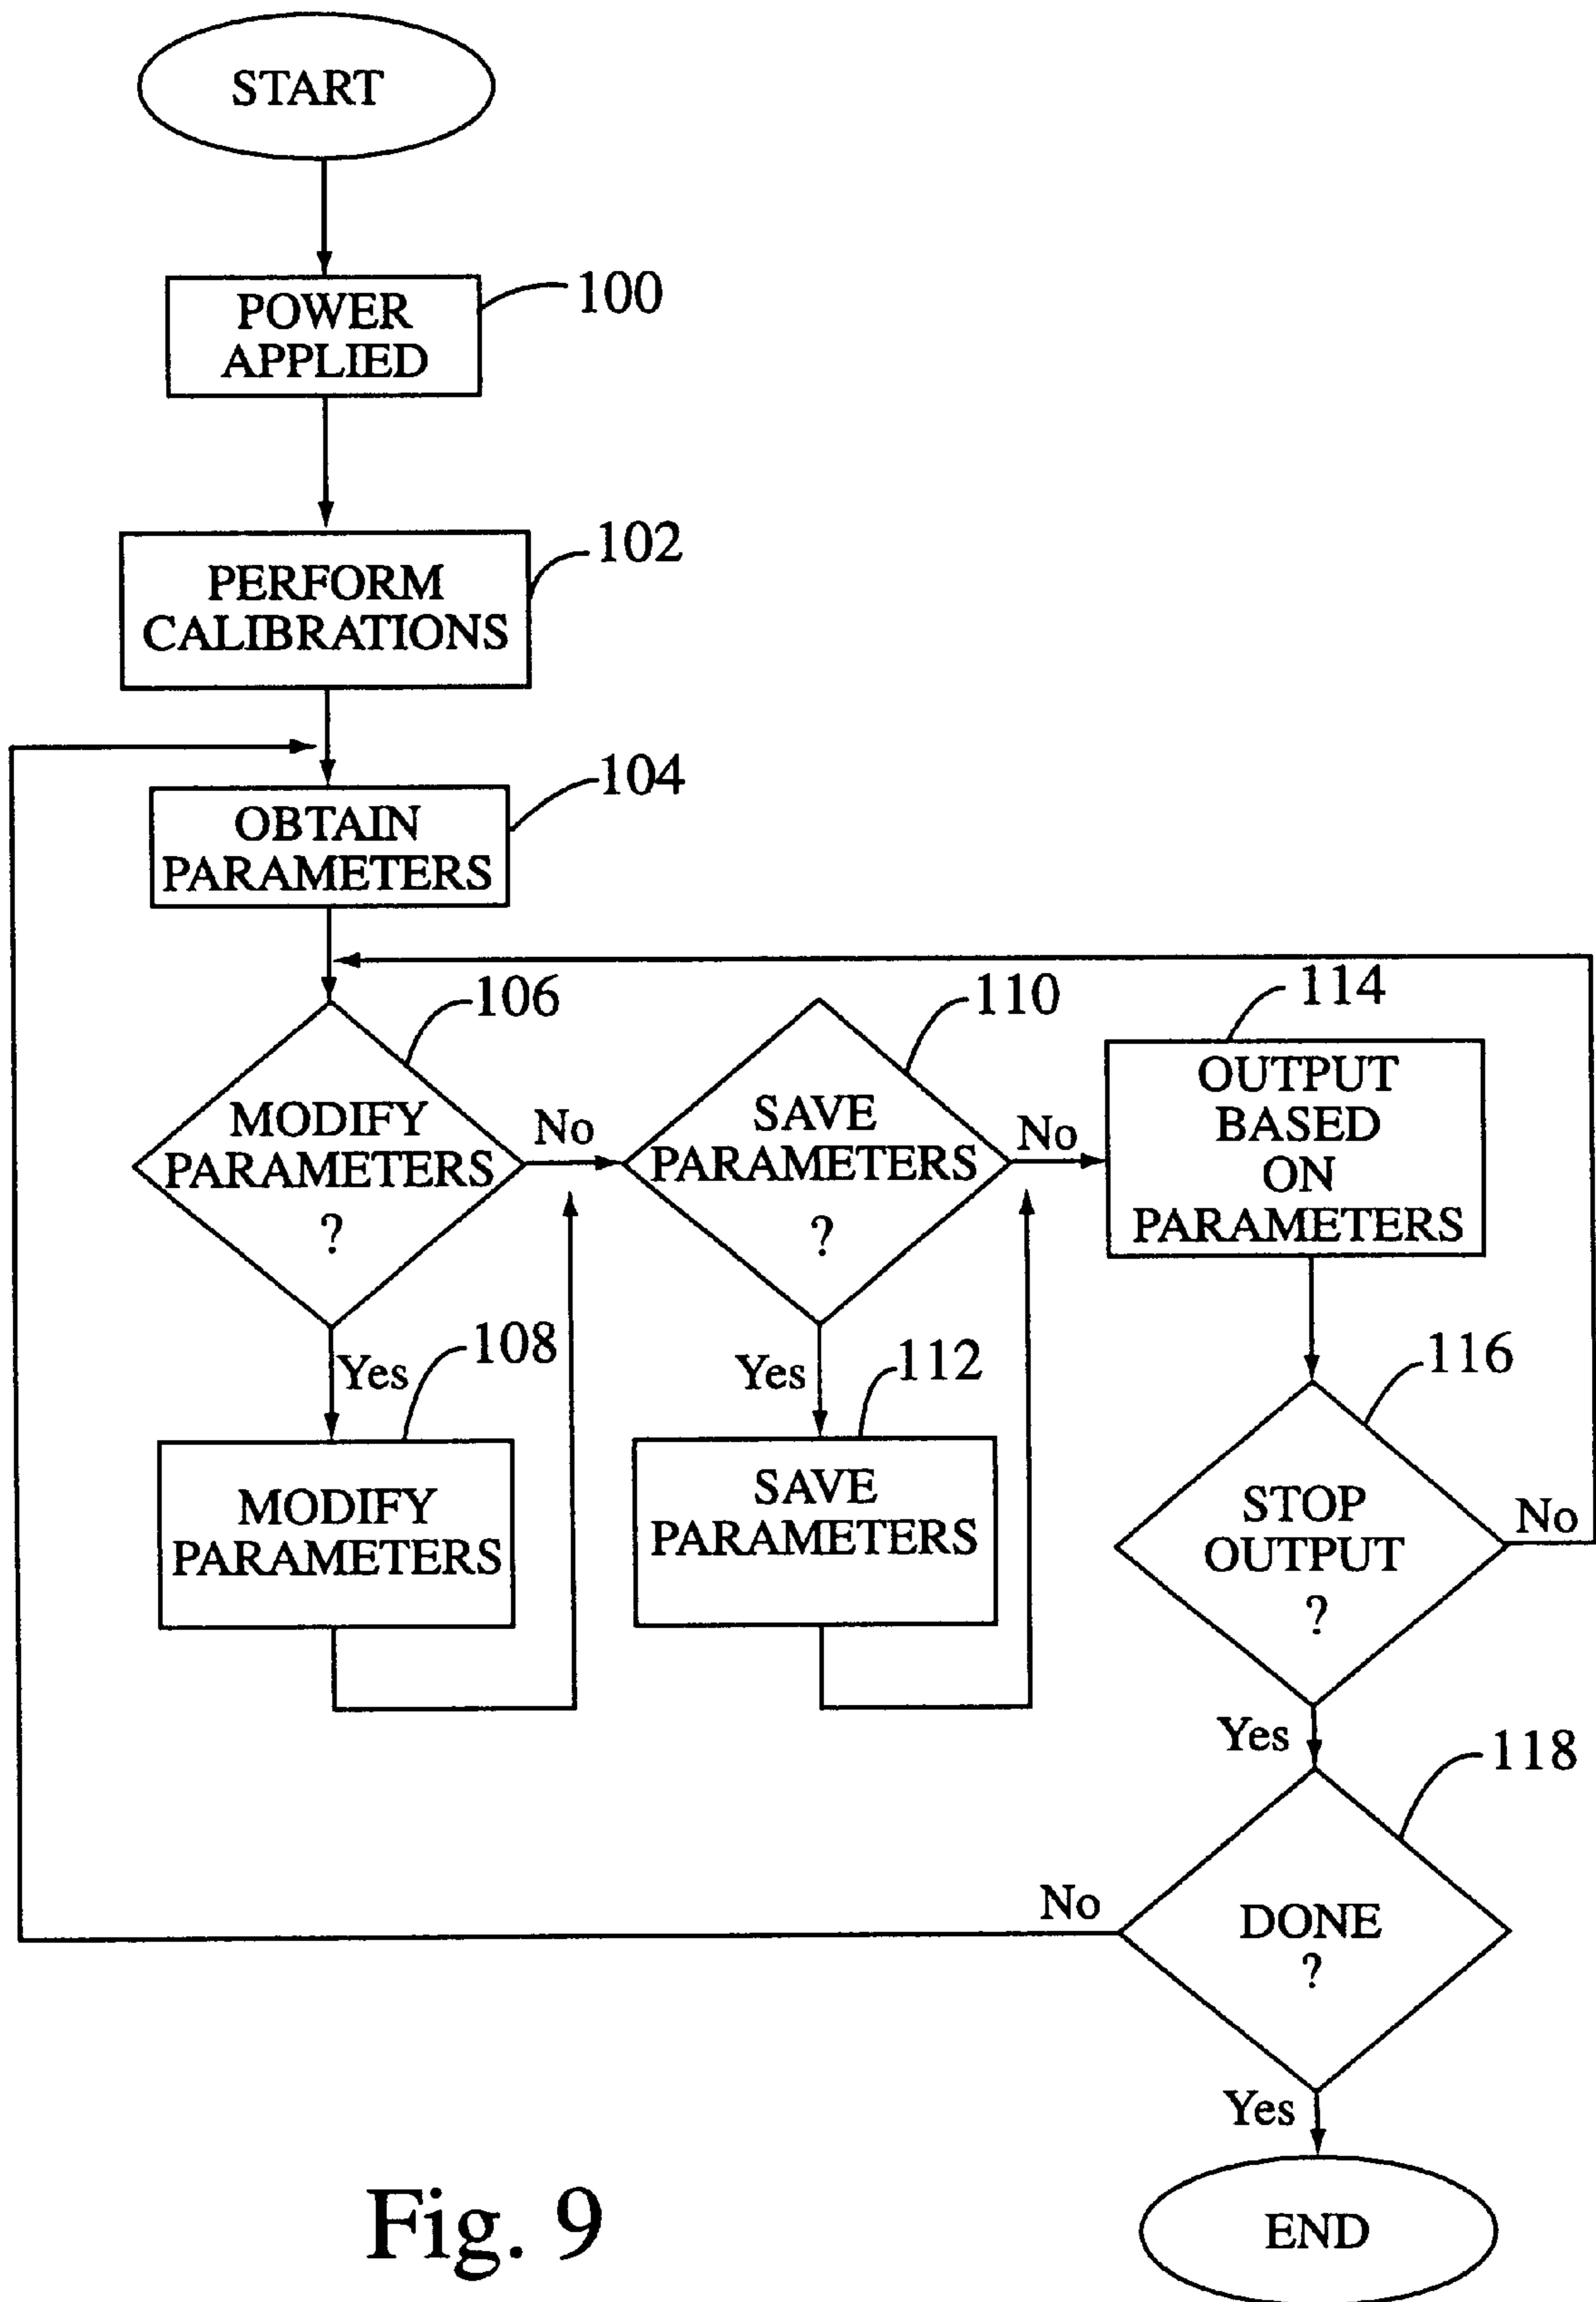 START
POWER
APPLIED
100
PERFORM
CALIBRATIONS
102
OBTAIN
PARAMETERS
104
MODIFY
PARAMETERS
?
106
No
Yes
MODIFY
PARAMETERS
108
SAVE
PARAMETERS
?
110
No
Yes
SAVE
PARAMETERS
112
OUTPUT
BASED
ON
PARAMETERS
114
STOP
OUTPUT
?
116
No
Yes
DONE
?
118
No
Yes
END
Fig. 9